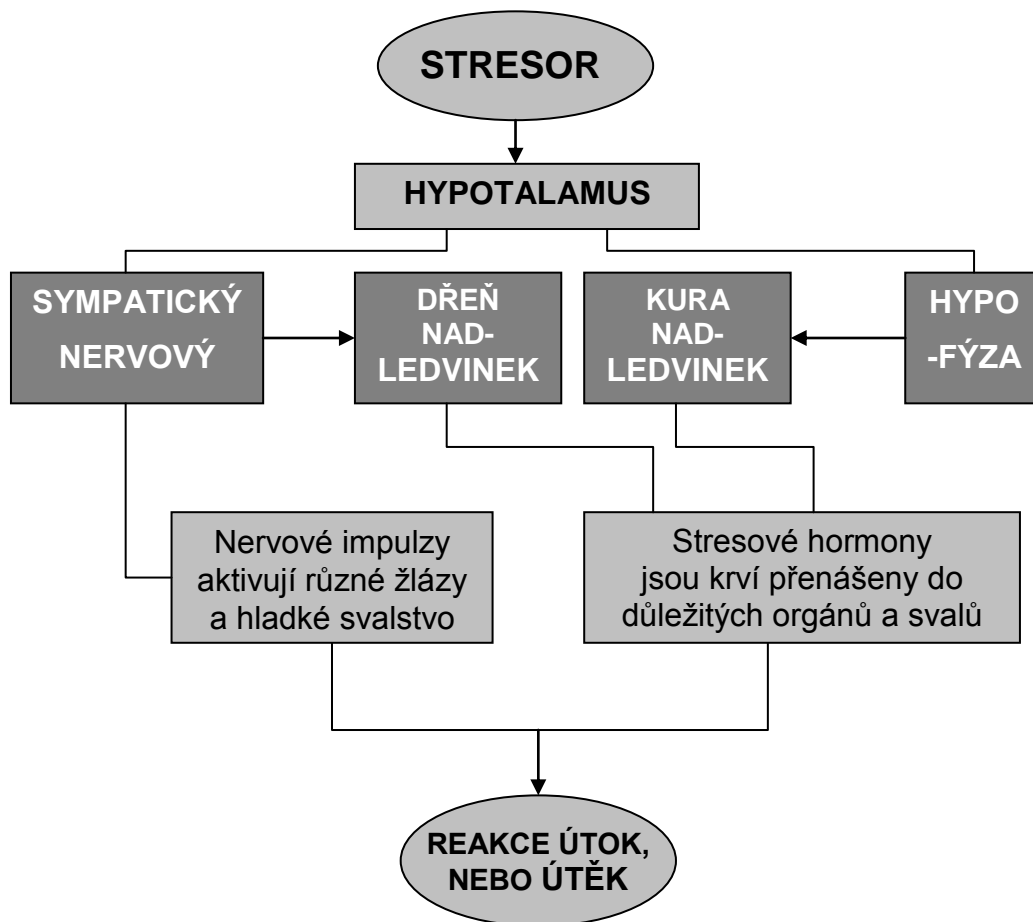 STRESOR
HYPOTALAMUS
SYMPATICKÝ
NERVOVÝ
DŘEŇ
NAD-
LEDVINEK
KURA
NAD-
LEDVINEK
HYPO
-FÝZA
Nervové impulzy
aktivují různé žlázy
a hladké svalstvo
Stresové hormony
jsou krví přenášeny do
důležitých orgánů a svalů
REAKCE ÚTOK,
NEBO ÚTĚK